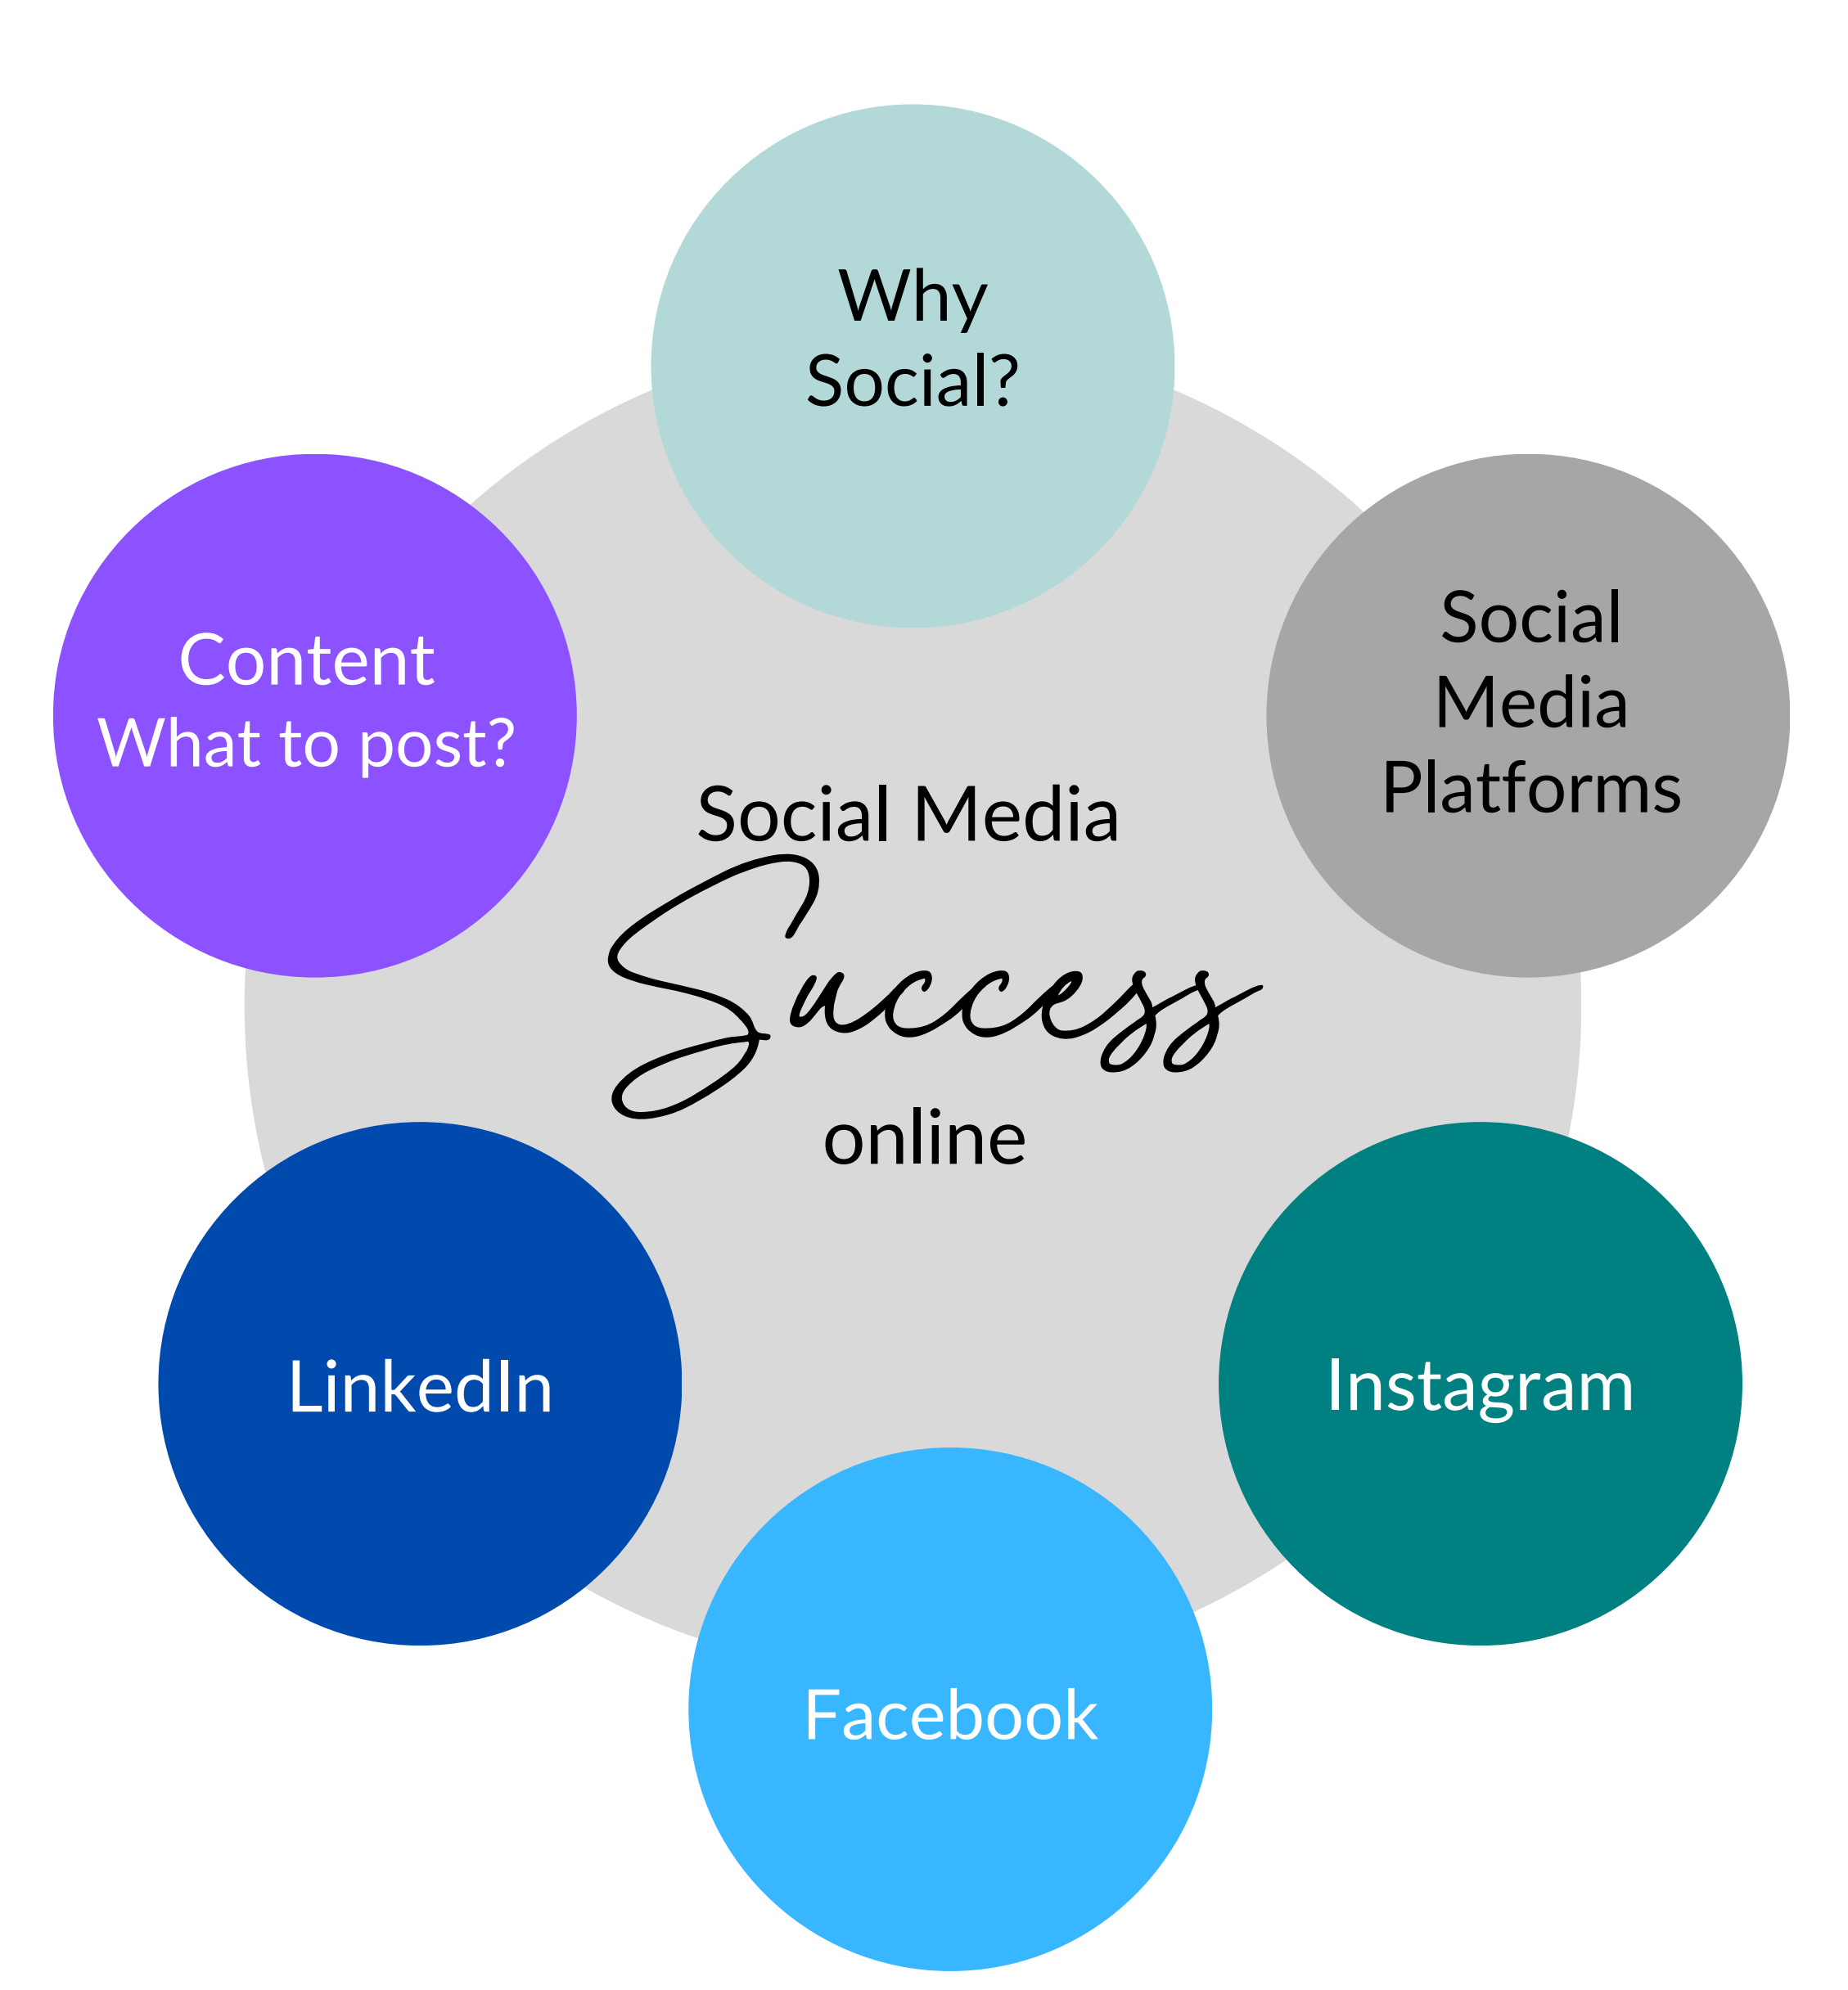 Why
Social?
Social
Media
Platforms
Content
What to post?
Social Media
Success
online
LinkedIn
Instagram
Facebook